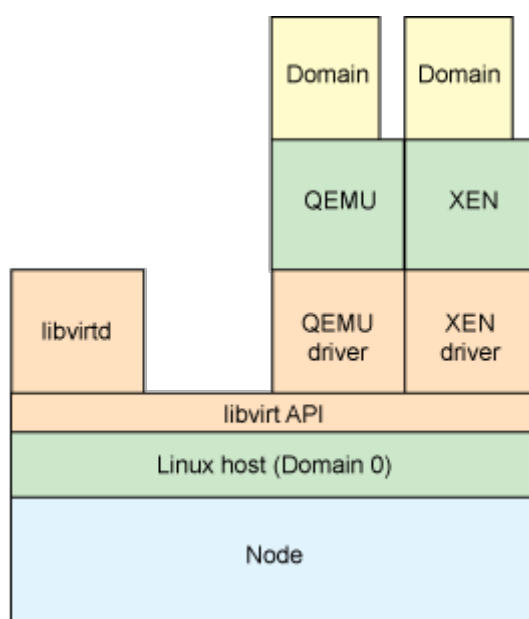 Domain
Domain
QEMU
XEN
libvirtd
QEMU
driver
XEN
driver
libvirt API
Linux host (Domain 0)
Node